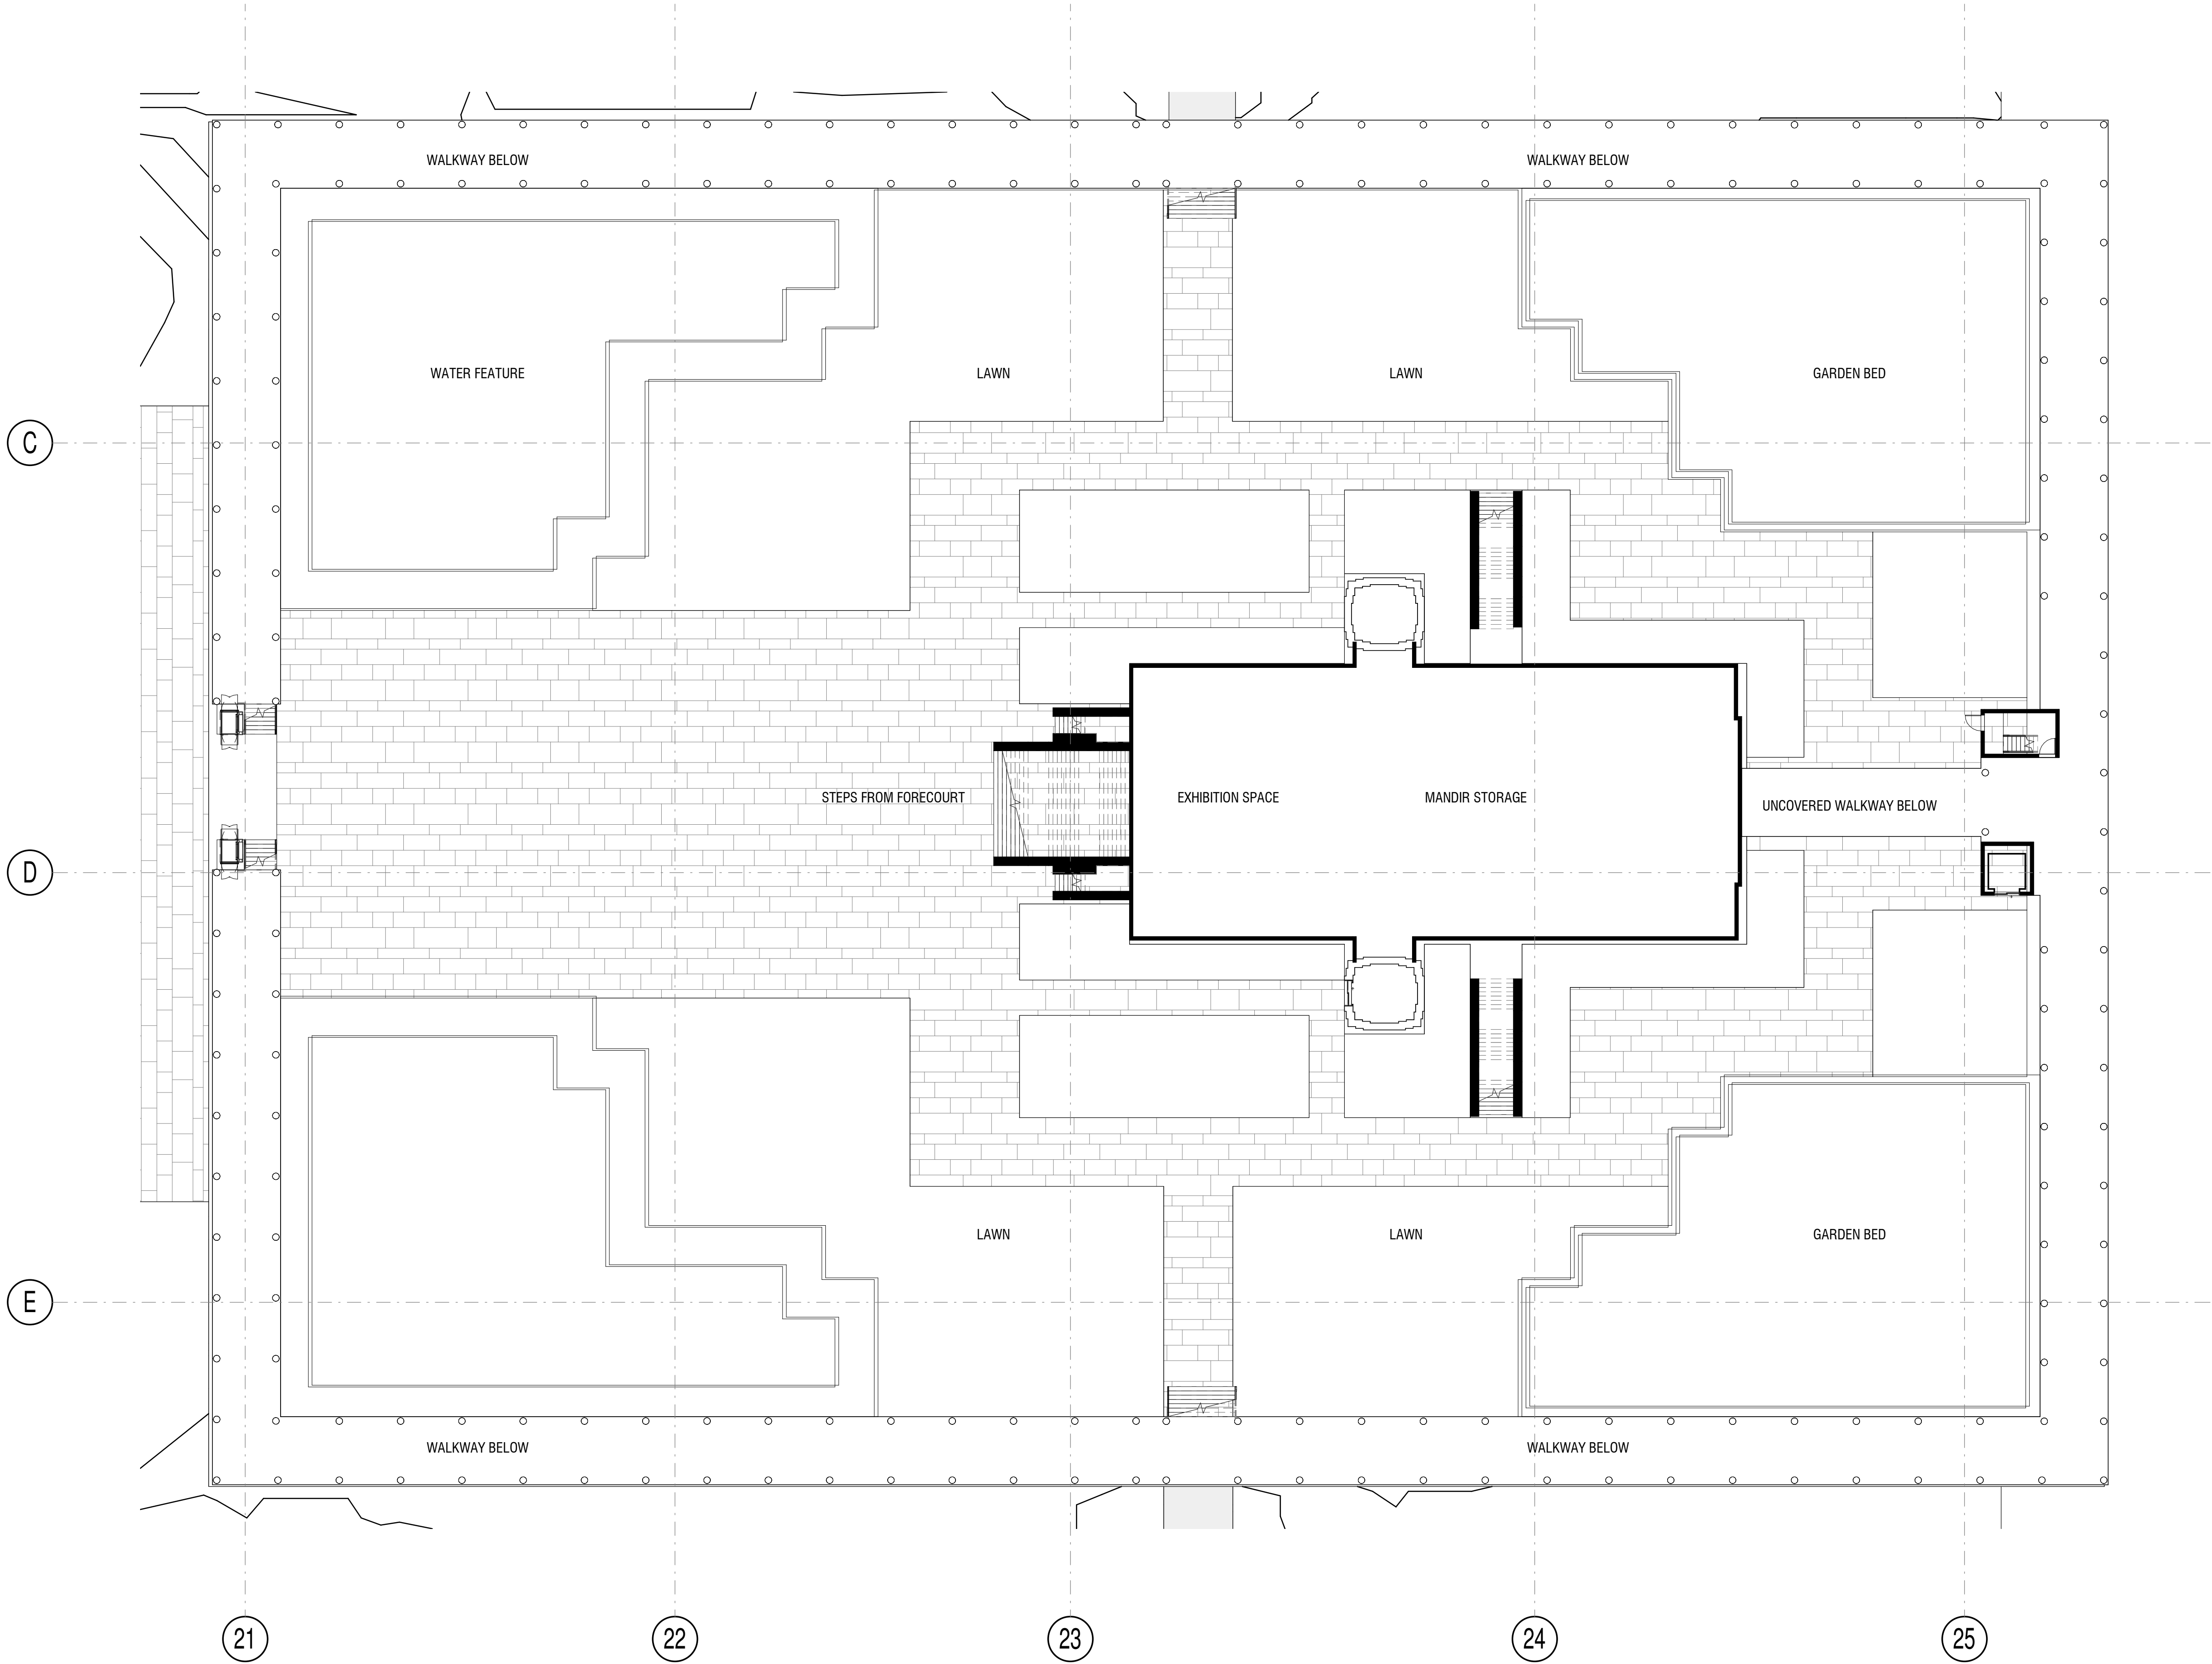 WALKWAY BELOW
WALKWAY BELOW
WATER FEATURE
LAWN
LAWN
GARDEN BED
C
STEPS FROM FORECOURT
EXHIBITION SPACE
MANDIR STORAGE
UNCOVERED WALKWAY BELOW
D
LAWN
LAWN
GARDEN BED
E
WALKWAY BELOW
WALKWAY BELOW
21
22
23
24
25